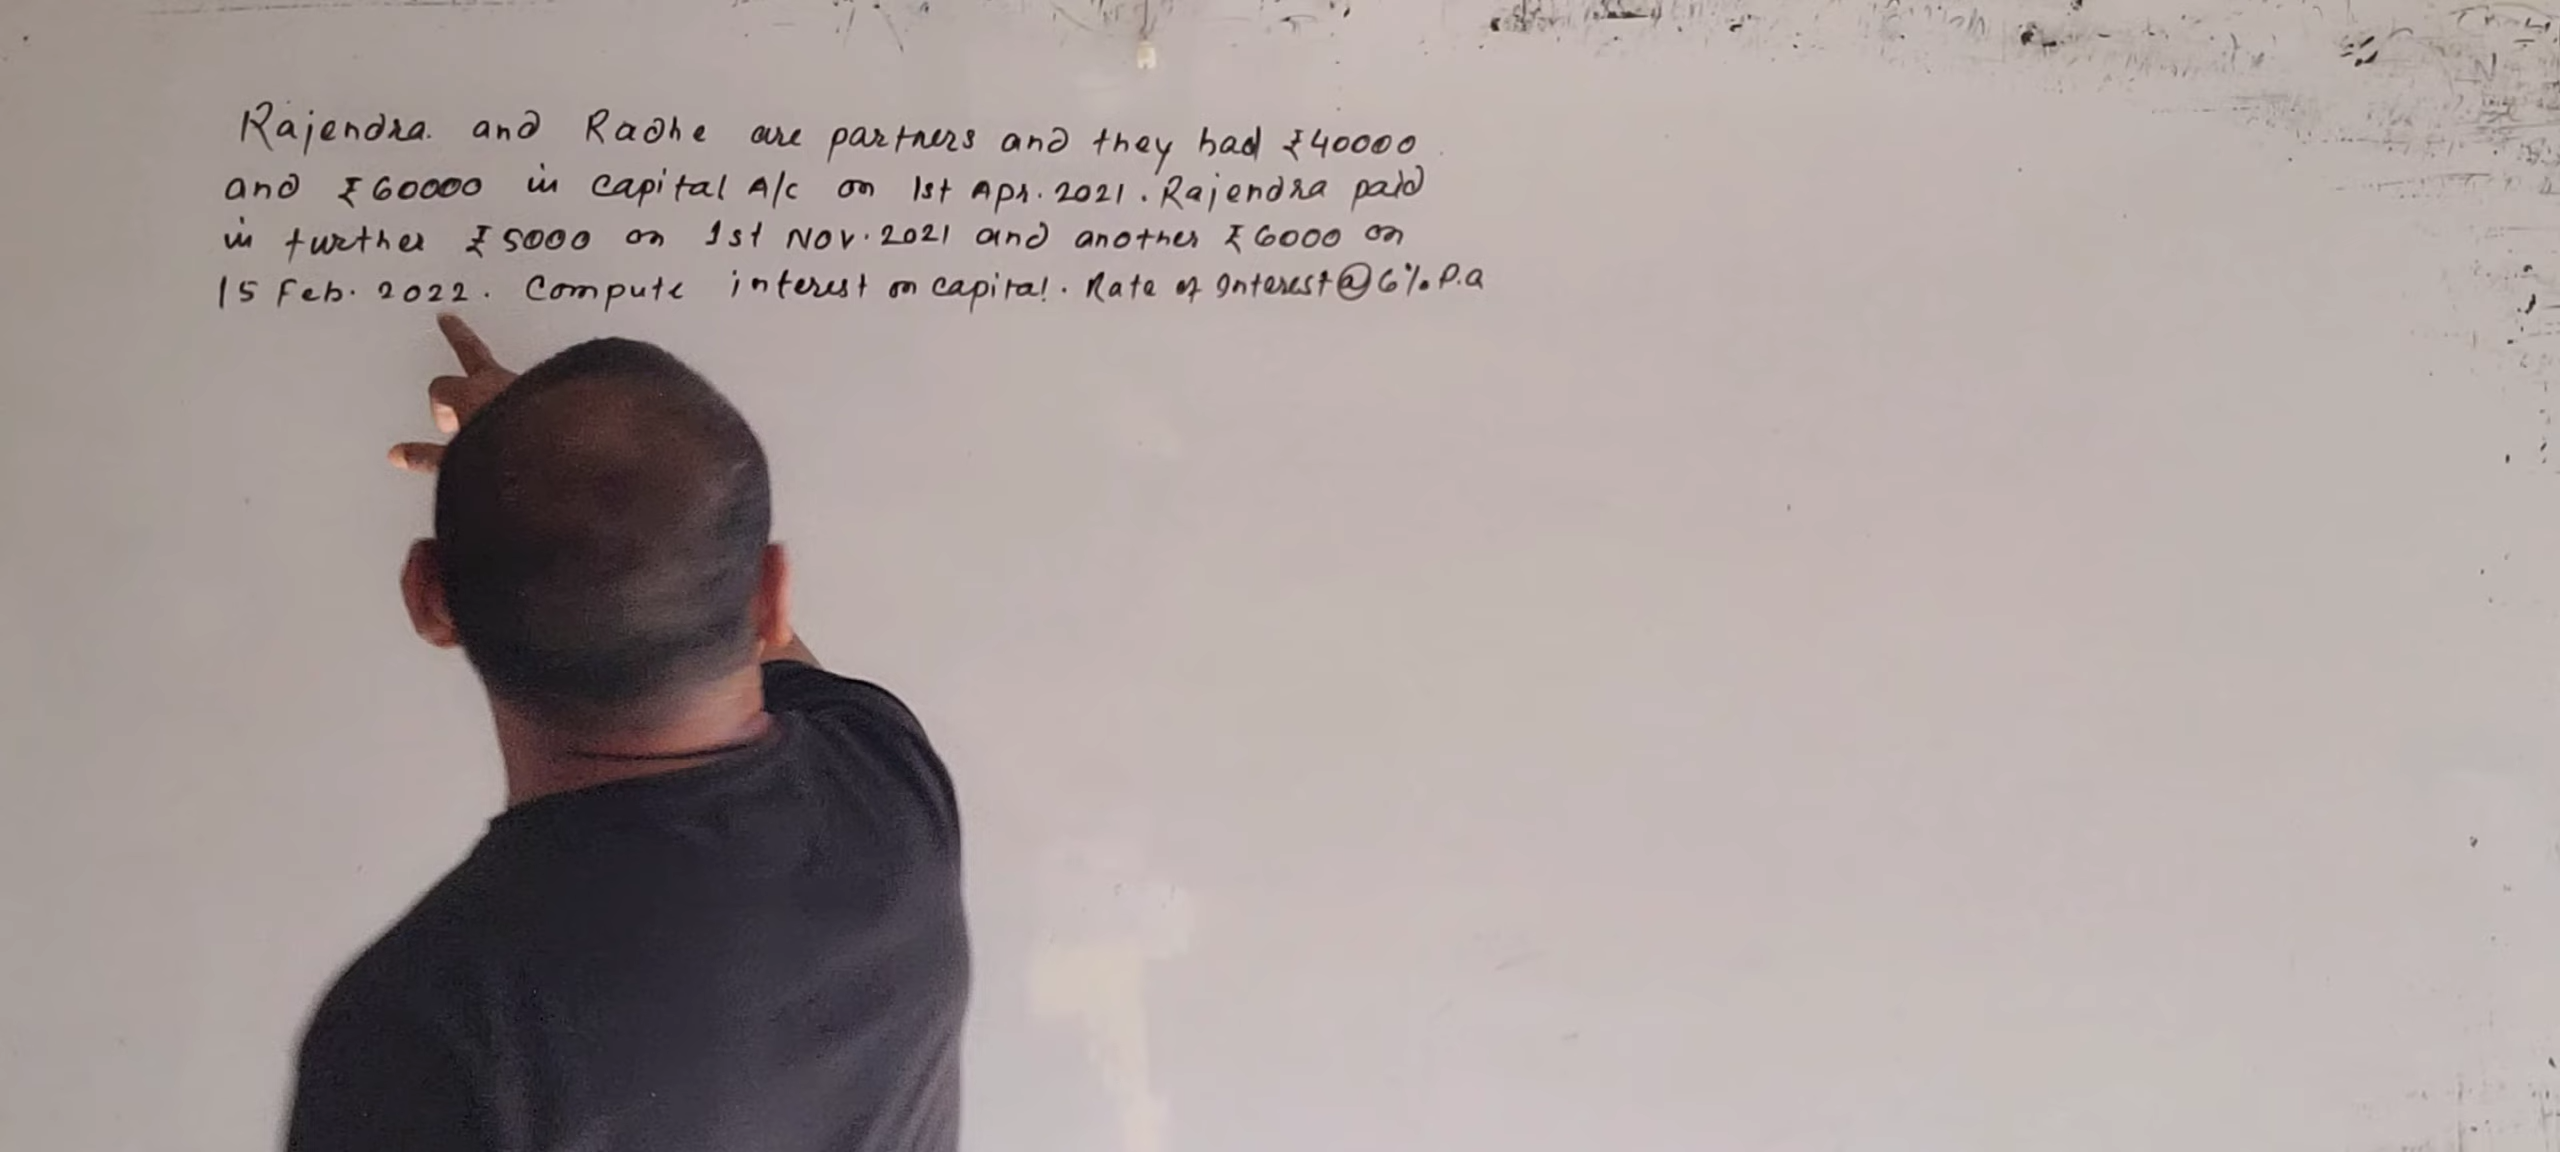 Rajendra. and Radhe are partners and they had ₹40000
and ₹60000 in capital A/c on 1st Apr. 2021. Rajendra paid
in further ₹5000 on 1st Nov. 2021 and another ₹6000 on
15 Feb. 2022. Compute interest on capital. Rate of Interest @ 6% P.a